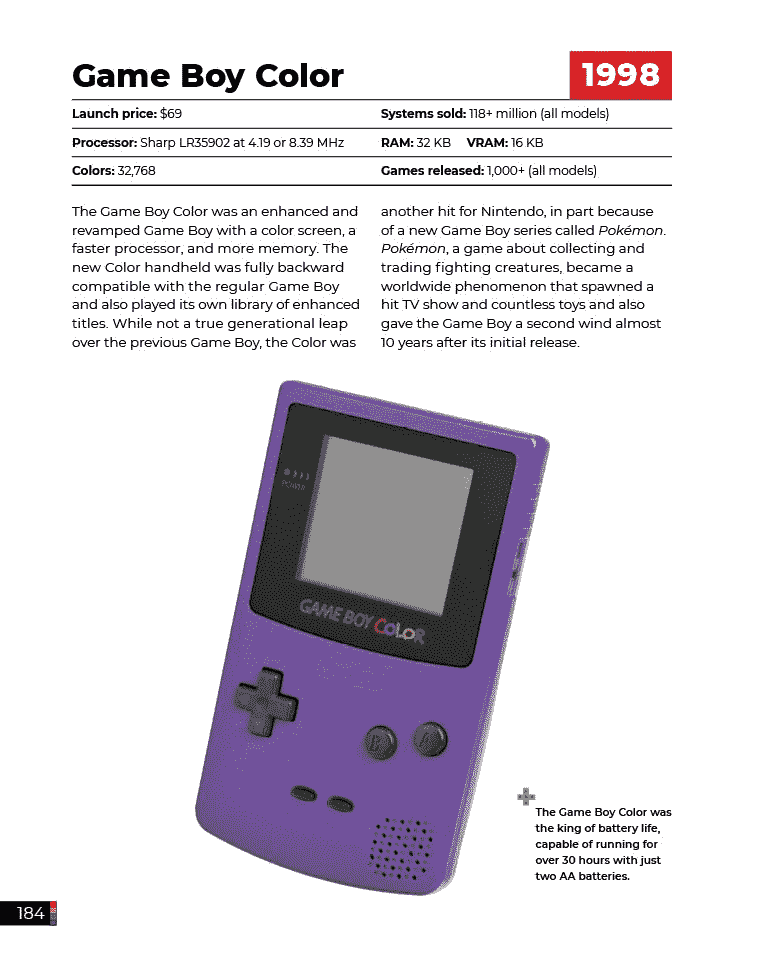 Game Boy Color
1998
Launch price: $69
Systems sold: 118+ million (all models)
Processor: Sharp LR35902 at 4.19 or 8.39 MHz
RAM: 32 KB VRAM: 16 KB
Colors: 32,768
Games released: 1,000+ (all models)
The Game Boy Color was an enhanced and
revamped Game Boy with a color screen, a
faster processor, and more memory. The
new Color handheld was fully backward
compatible with the regular Game Boy
and also played its own library of enhanced
titles. While not a true generational leap
over the previous Game Boy, the Color was
another hit for Nintendo, in part because
of a new Game Boy series called Pokémon.
Pokémon, a game about collecting and
trading fighting creatures, became a
worldwide phenomenon that spawned a
hit TV show and countless toys and also
gave the Game Boy a second wind almost
10 years after its initial release.
POWER
GAME BOY COLOR
B A
The Game Boy Color was
the king of battery life,
capable of running for
over 30 hours with just
two AA batteries.
184